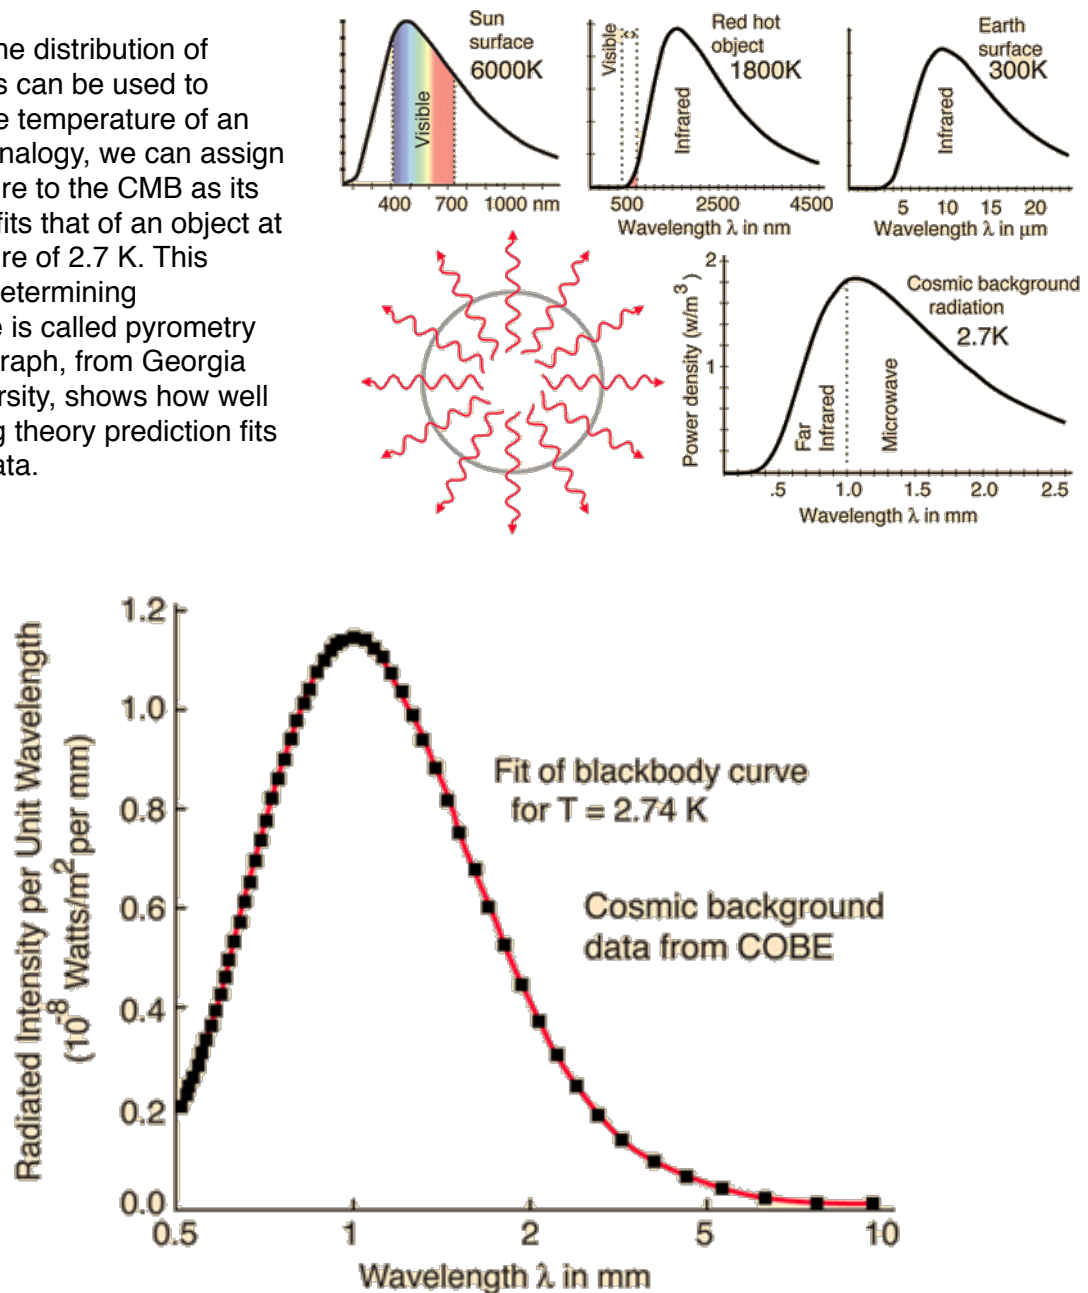 ne distribution of
s can be used to
e temperature of an
nalogy, we can assign
re to the CMB as its
fits that of an object at
re of 2.7 K. This
etermining
e is called pyrometry
raph, from Georgia
rsity, shows how well
g theory prediction fits
ata.
Sun
surface
6000K
Visible
400 700 1000 nm
Red hot
object
1800K
Visible
Infrared
500 2500 4500
Wavelength λ in nm
Earth
surface
300K
Infrared
5 10 15 20
Wavelength λ in μm
Cosmic background
radiation
2.7K
Power density (w/m³)
2
1
Far
Infrared
Microwave
.5 1.0 1.5 2.0 2.5
Wavelength λ in mm
Radiated Intensity per Unit Wavelength
(10⁻⁸ Watts/m² per mm)
1.2
1.0
0.8
0.6
0.4
0.2
0.0
Fit of blackbody curve
for T = 2.74 K
Cosmic background
data from COBE
0.5 1 2 5 10
Wavelength λ in mm